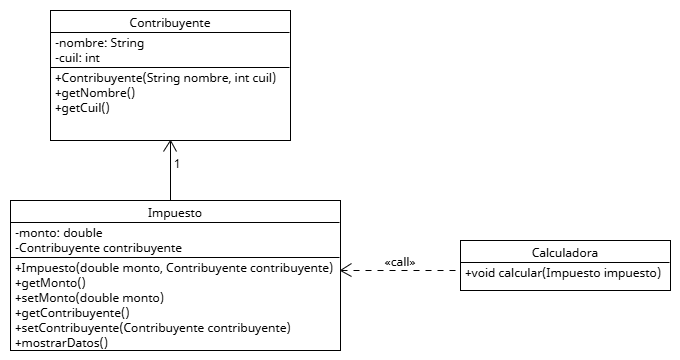 Contribuyente
-nombre: String
-cuil: int
+Contribuyente(String nombre, int cuil)
+getNombre()
+getCuil()
1
Impuesto
-monto: double
-Contribuyente contribuyente
+Impuesto(double monto, Contribuyente contribuyente)
+getMonto()
+setMonto(double monto)
+getContribuyente()
+setContribuyente(Contribuyente contribuyente)
+mostrarDatos()
«call»
Calculadora
+void calcular(Impuesto impuesto)